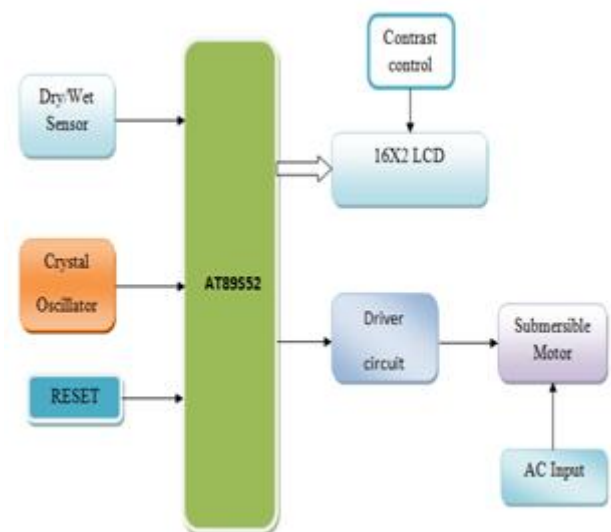 Contrast
control
Dry/Wet
Sensor
16X2 LCD
Crystal
Oscillator
AT89S52
Driver
circuit
Submersible
Motor
RESET
AC Input